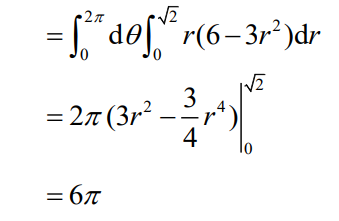 = ∫₀^{2π} dθ ∫₀^{√2} r(6−3r²)dr
= 2π(3r² − 3/4 r⁴)|₀^{√2}
= 6π